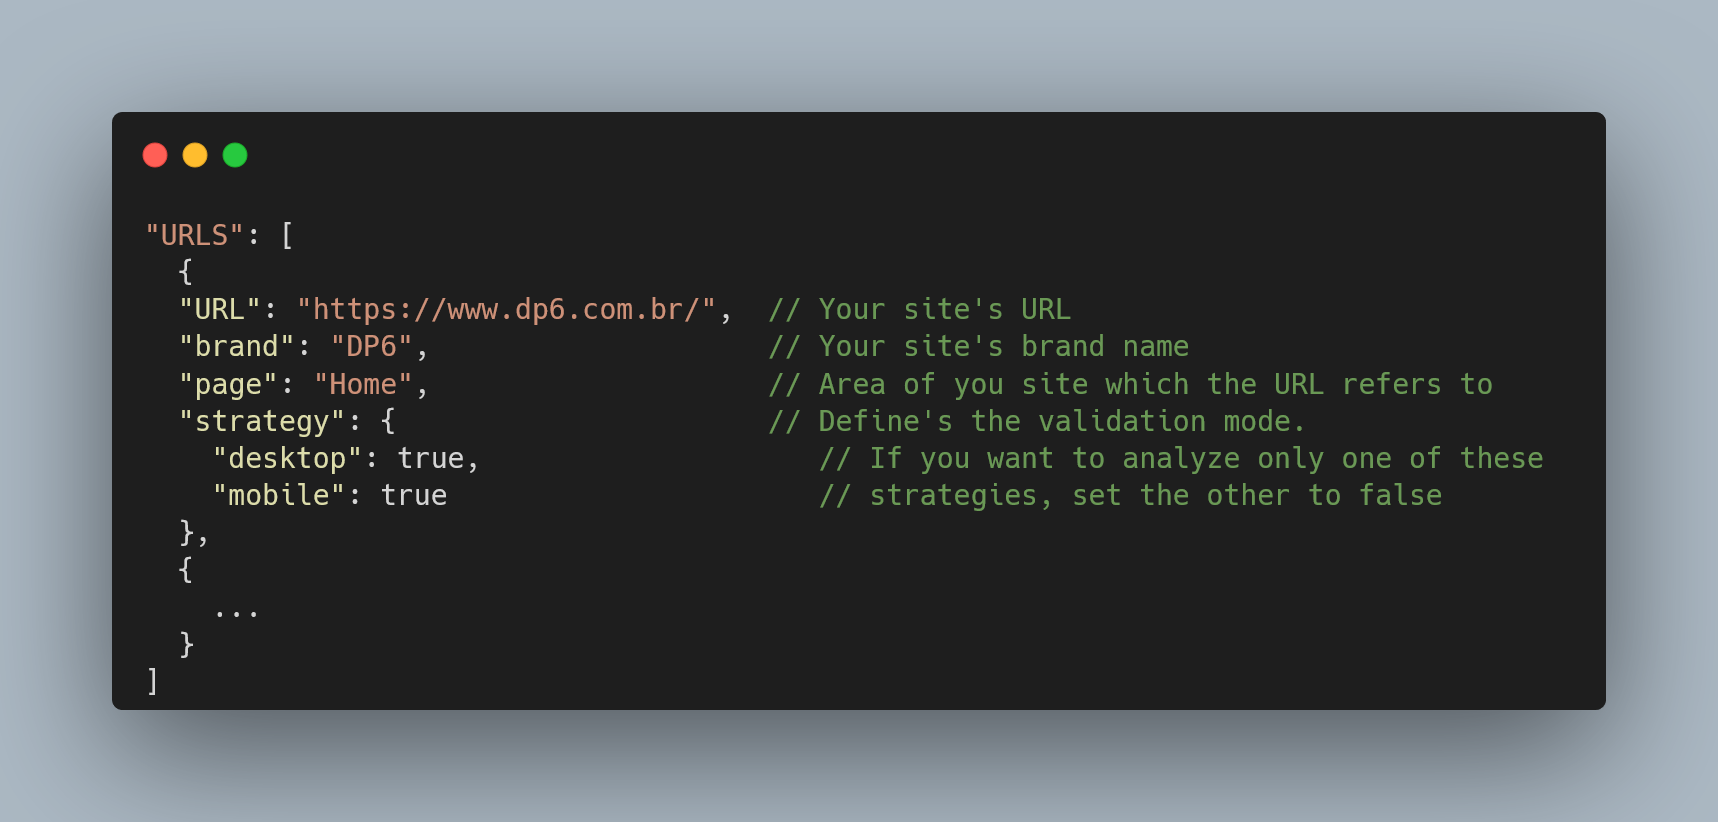 "URLS": [
  {
  "URL": "https://www.dp6.com.br/",  // Your site's URL
  "brand": "DP6",                    // Your site's brand name
  "page": "Home",                    // Area of you site which the URL refers to
  "strategy": {                      // Define's the validation mode.
    "desktop": true,                    // If you want to analyze only one of these
    "mobile": true                      // strategies, set the other to false
  },
  {
    ...
  }
]